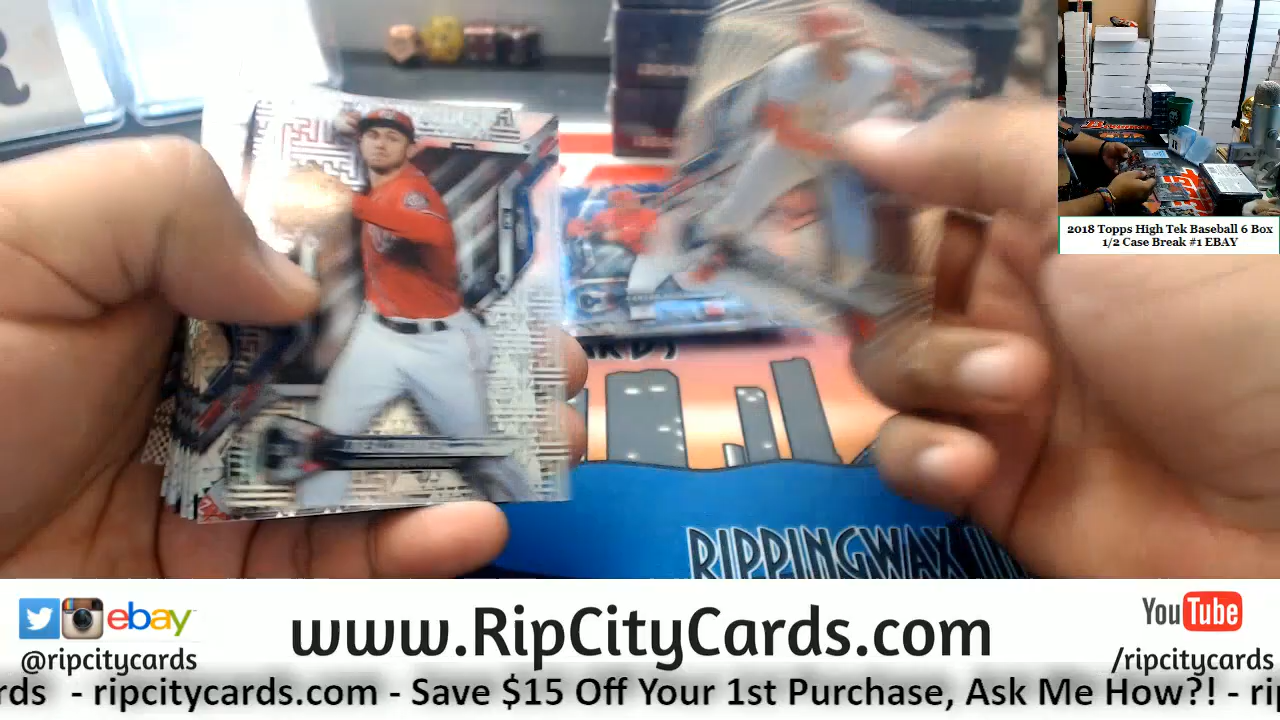 2018 Topps High Tek Baseball 6 Box
1/2 Case Break #1 EBAY
RIPPINGWAX
ebay
@ripcitycards
www.RipCityCards.com
YouTube
/ripcitycards
rds - ripcitycards.com - Save $15 Off Your 1st Purchase, Ask Me How?! - ri